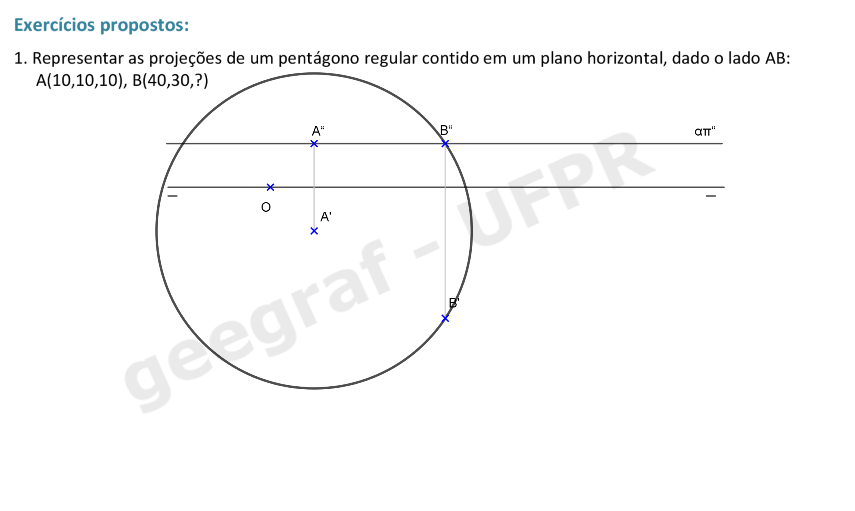 Exercícios propostos:
1. Representar as projeções de um pentágono regular contido em um plano horizontal, dado o lado AB:
A(10,10,10), B(40,30,?)
A" B" απ"
O A'
B'
geegraf - UFPR